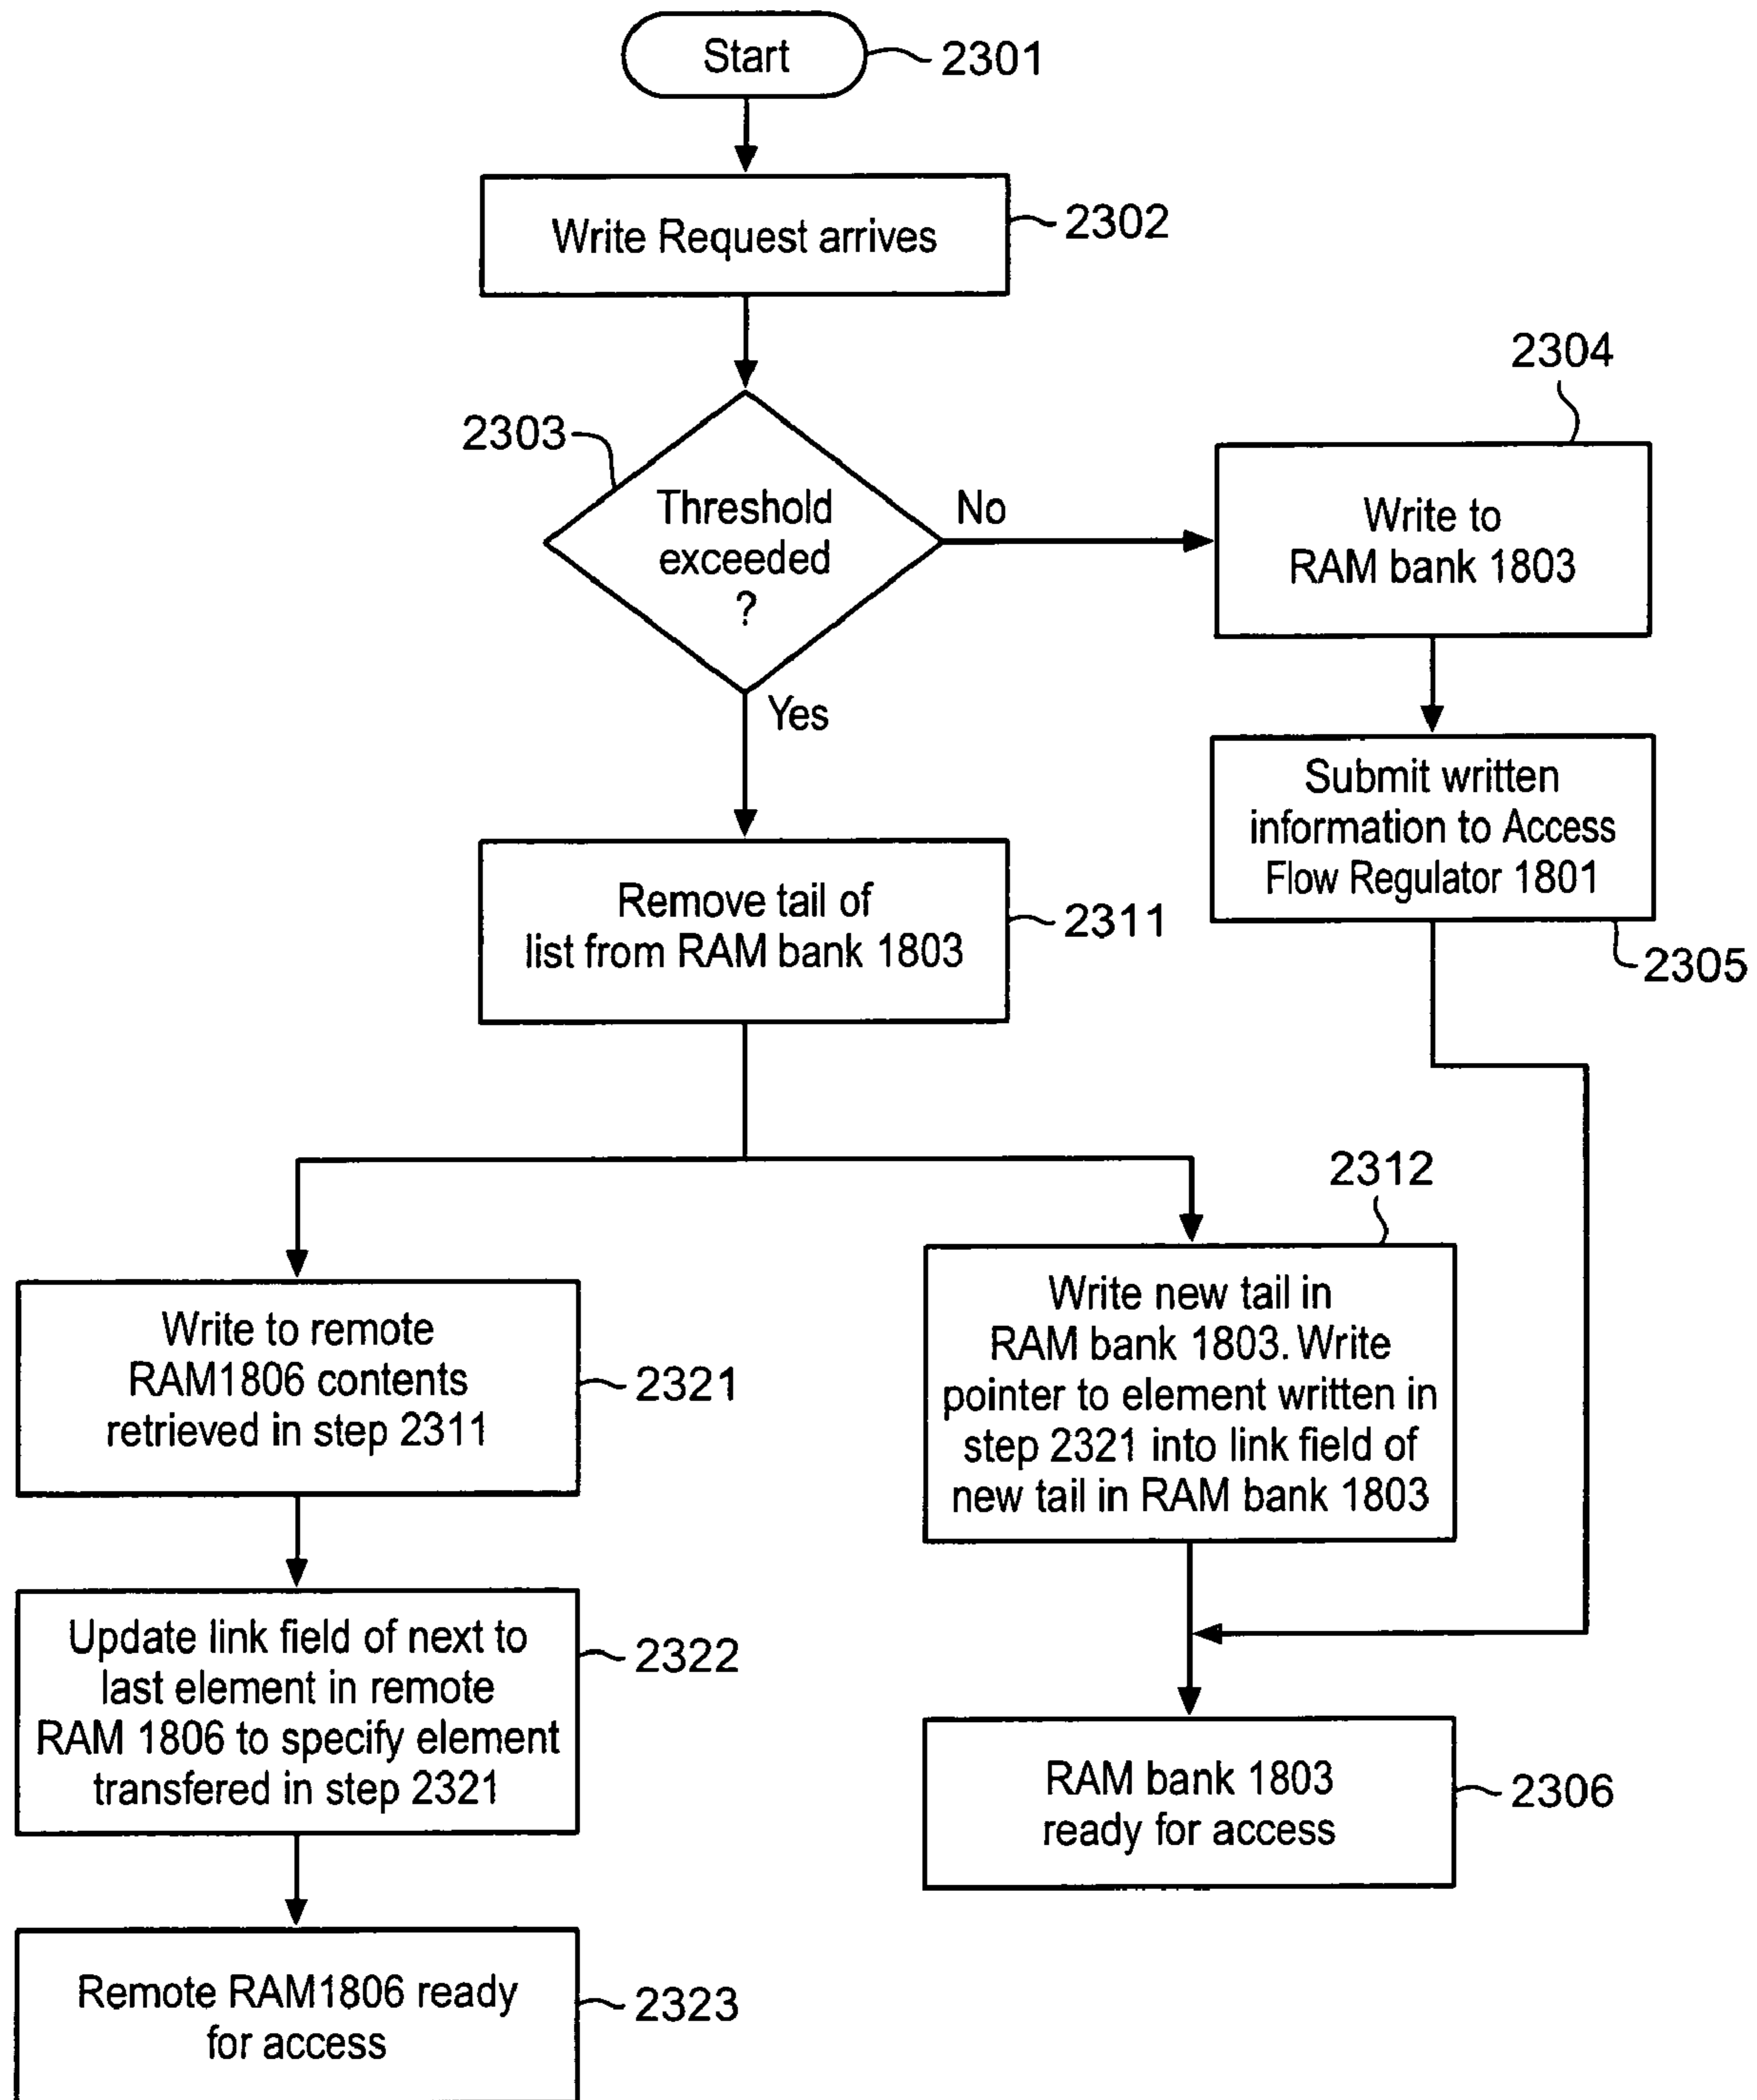 Start
2301
Write Request arrives
2302
2303
Threshold
exceeded
?
No
Yes
2304
Write to
RAM bank 1803
Submit written
information to Access
Flow Regulator 1801
2305
Remove tail of
list from RAM bank 1803
2311
2312
Write new tail in
RAM bank 1803. Write
pointer to element written in
step 2321 into link field of
new tail in RAM bank 1803
Write to remote
RAM1806 contents
retrieved in step 2311
2321
Update link field of next to
last element in remote
RAM 1806 to specify element
transfered in step 2321
2322
RAM bank 1803
ready for access
2306
Remote RAM1806 ready
for access
2323